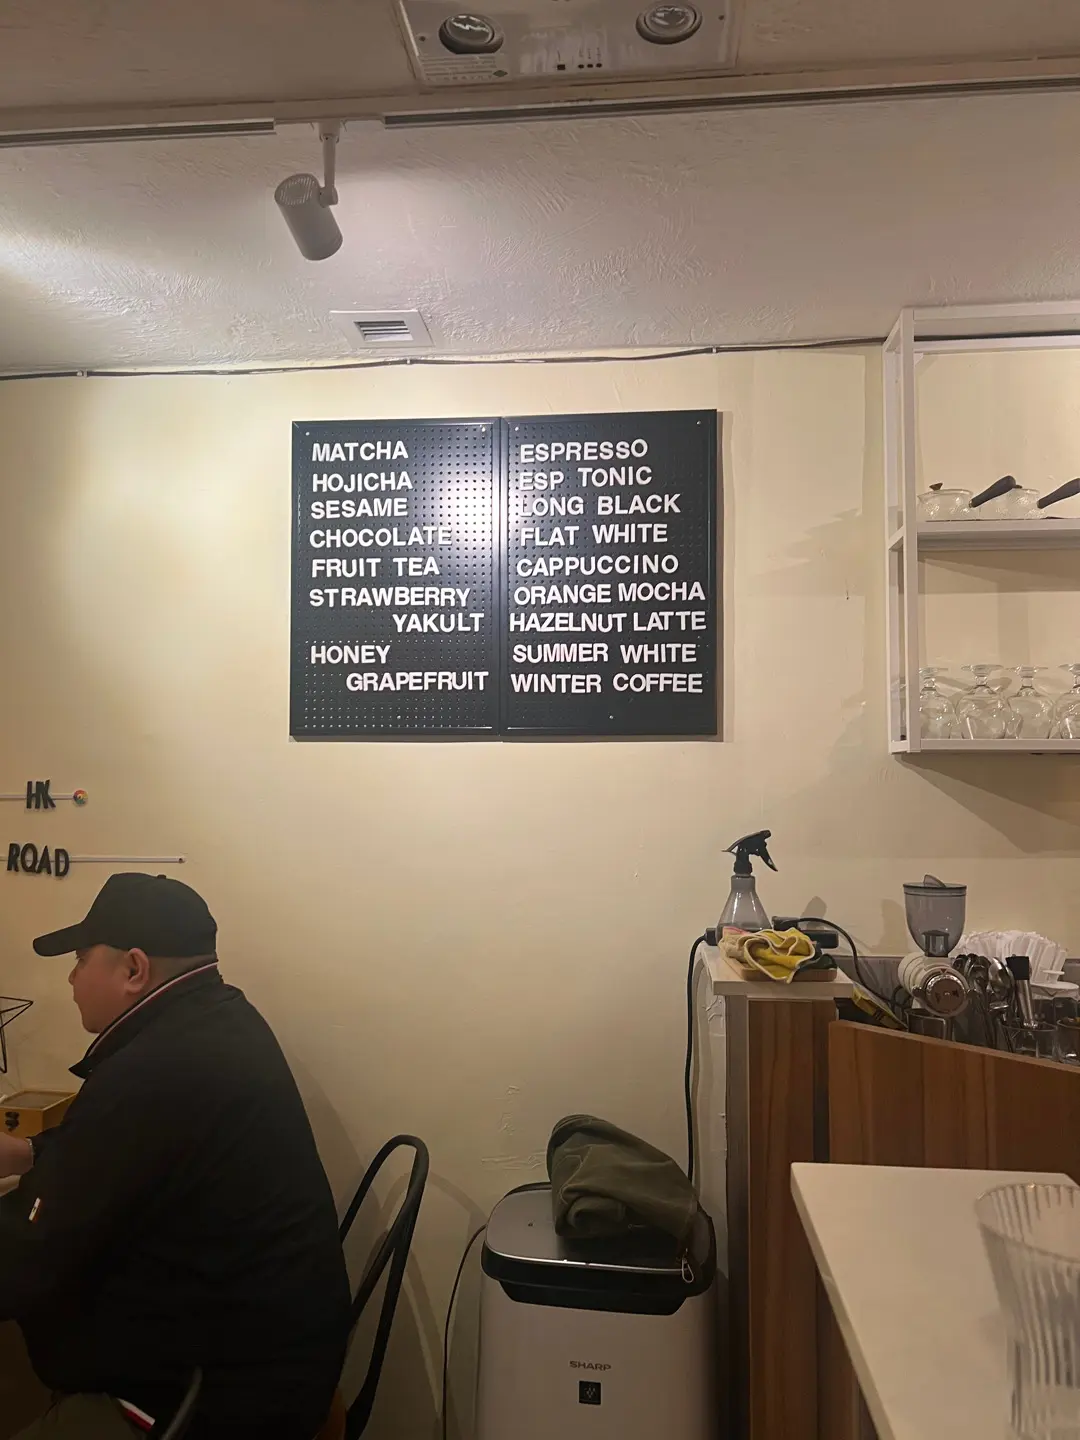 MATCHA
HOJICHA
SESAME
CHOCOLATE
FRUIT TEA
STRAWBERRY
YAKULT
HONEY
GRAPEFRUIT
ESPRESSO
ESP TONIC
LONG BLACK
FLAT WHITE
CAPPUCCINO
ORANGE MOCHA
HAZELNUT LATTE
SUMMER WHITE
WINTER COFFEE
HK
ROAD
SHARP